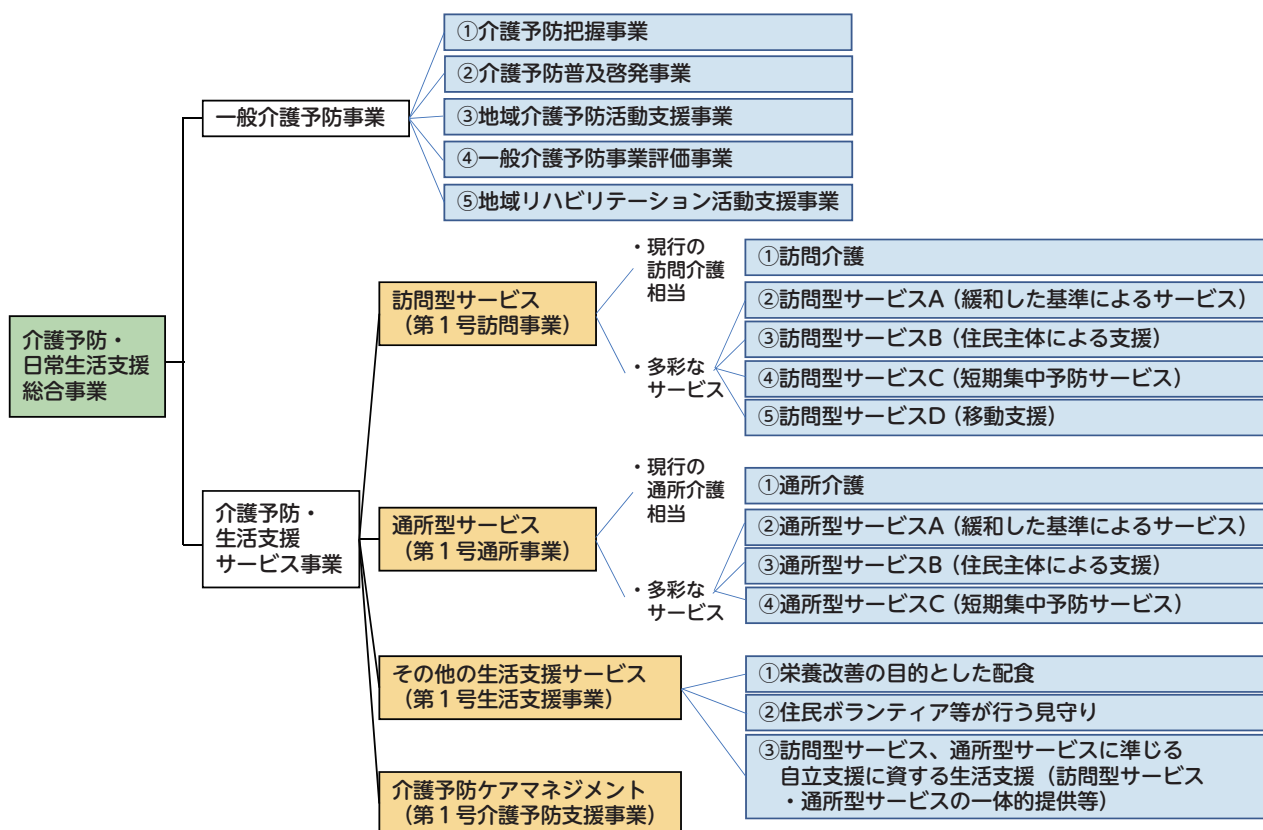 介護予防・
日常生活支援
総合事業
一般介護予防事業
①介護予防把握事業
②介護予防普及啓発事業
③地域介護予防活動支援事業
④一般介護予防事業評価事業
⑤地域リハビリテーション活動支援事業
介護予防・
生活支援
サービス事業
訪問型サービス
（第１号訪問事業）
・現行の
訪問介護
相当
①訪問介護
・多彩な
サービス
②訪問型サービスA（緩和した基準によるサービス）
③訪問型サービスB（住民主体による支援）
④訪問型サービスC（短期集中予防サービス）
⑤訪問型サービスD（移動支援）
通所型サービス
（第１号通所事業）
・現行の
通所介護
相当
①通所介護
・多彩な
サービス
②通所型サービスA（緩和した基準によるサービス）
③通所型サービスB（住民主体による支援）
④通所型サービスC（短期集中予防サービス）
その他の生活支援サービス
（第１号生活支援事業）
①栄養改善の目的とした配食
②住民ボランティア等が行う見守り
③訪問型サービス、通所型サービスに準じる
自立支援に資する生活支援（訪問型サービス
・通所型サービスの一体的提供等）
介護予防ケアマネジメント
（第１号介護予防支援事業）